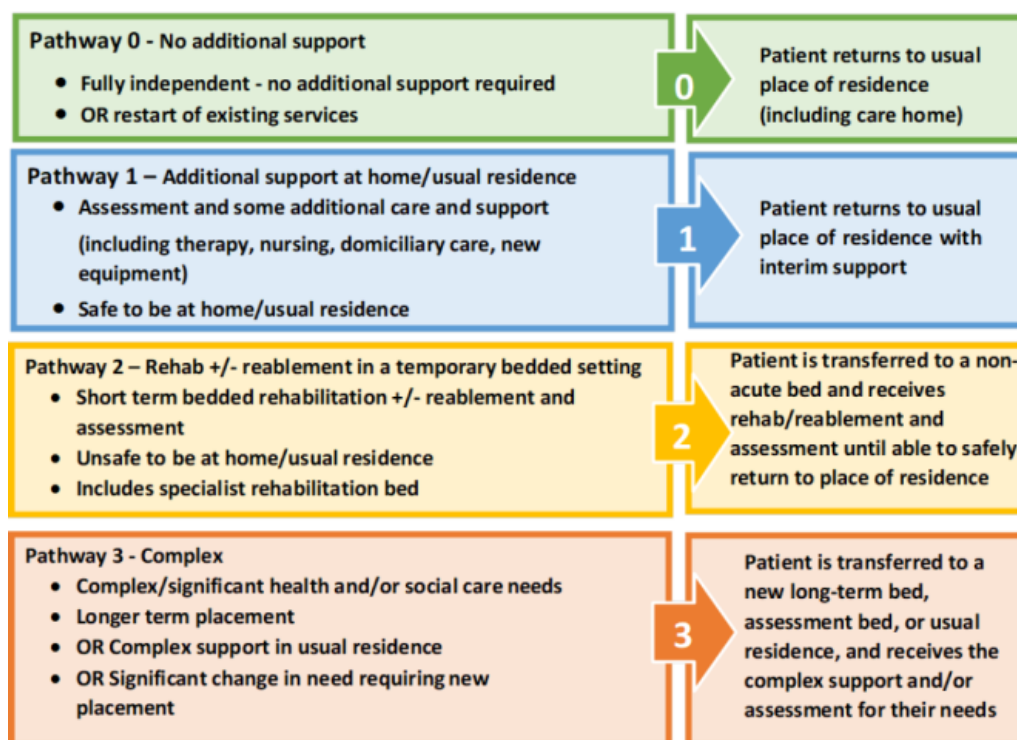 Pathway 0 - No additional support
• Fully independent - no additional support required
• OR restart of existing services
0
Patient returns to usual
place of residence
(including care home)
Pathway 1 – Additional support at home/usual residence
• Assessment and some additional care and support
(including therapy, nursing, domiciliary care, new
equipment)
• Safe to be at home/usual residence
1
Patient returns to usual
place of residence with
interim support
Pathway 2 – Rehab +/- reablement in a temporary bedded setting
• Short term bedded rehabilitation +/- reablement and
assessment
• Unsafe to be at home/usual residence
• Includes specialist rehabilitation bed
2
Patient is transferred to a non-
acute bed and receives
rehab/reablement and
assessment until able to safely
return to place of residence
Pathway 3 - Complex
• Complex/significant health and/or social care needs
• Longer term placement
• OR Complex support in usual residence
• OR Significant change in need requiring new
placement
3
Patient is transferred to a
new long-term bed,
assessment bed, or usual
residence, and receives the
complex support and/or
assessment for their needs